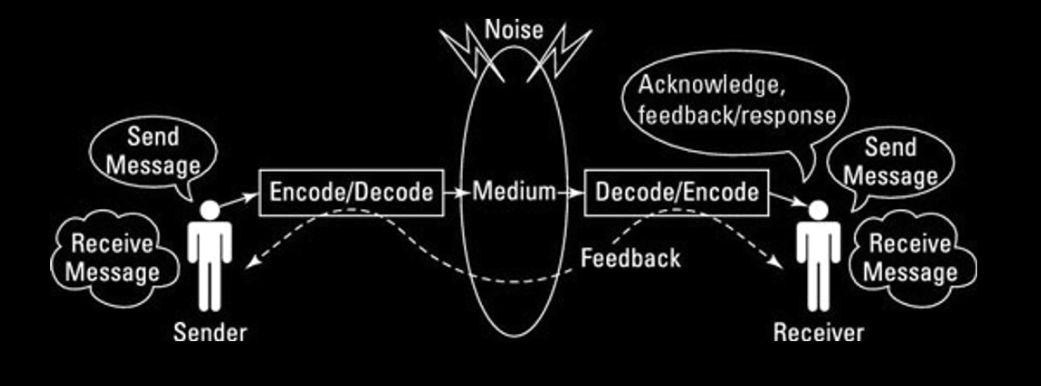 Noise
Acknowledge,
feedback/response
Send
Message
Send
Message
Encode/Decode
Medium
Decode/Encode
Receive
Message
Feedback
Receive
Message
Sender
Receiver